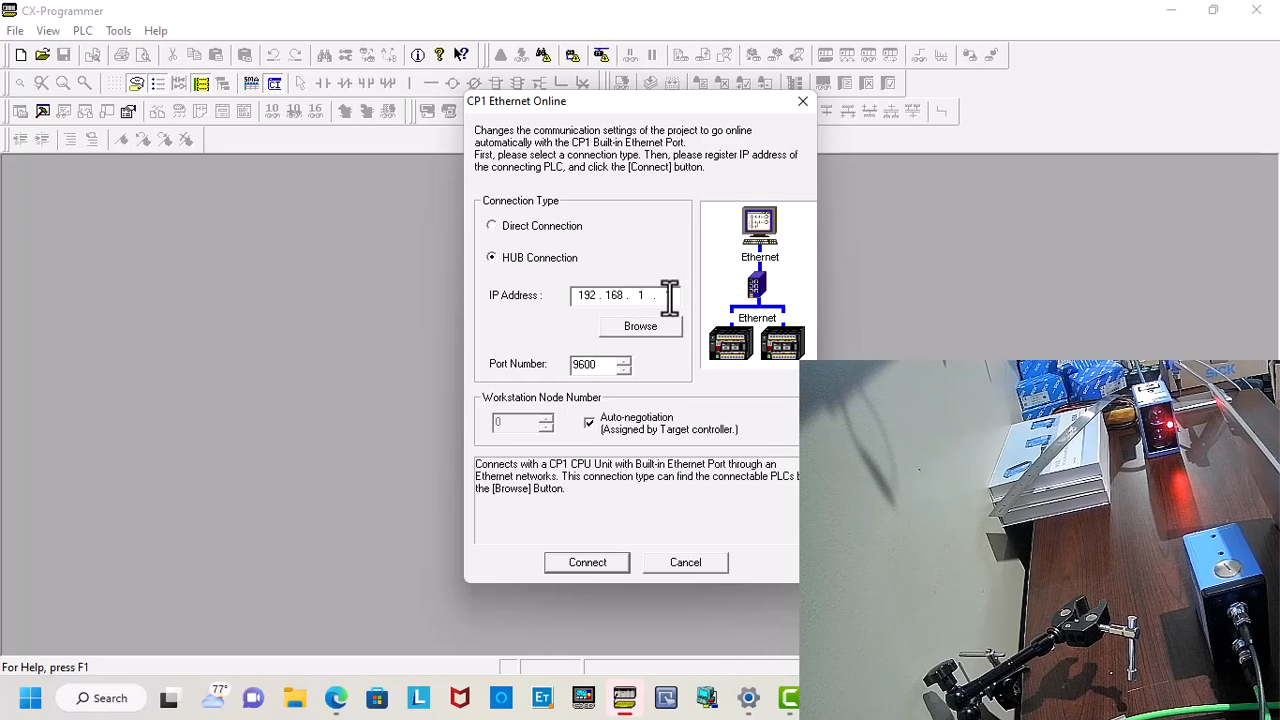 CX-Programmer
File View PLC Tools Help
CP1 Ethernet Online
Changes the communication settings of the project to go online
automatically with the CP1 Built-in Ethernet Port.
First, please select a connection type. Then, please register IP address of
the connecting PLC, and click the [Connect] button.
Connection Type
Direct Connection
HUB Connection
IP Address :
192 . 168 . 1 .
Browse
Port Number:
9600
Ethernet
Ethernet
Workstation Node Number
0
Auto-negotiation
(Assigned by Target controller.)
Connects with a CP1 CPU Unit with Built-in Ethernet Port through an
Ethernet networks. This connection type can find the connectable PLCs b
the [Browse] Button.
Connect
Cancel
10 10 16
SICK
For Help, press F1
Search
77°